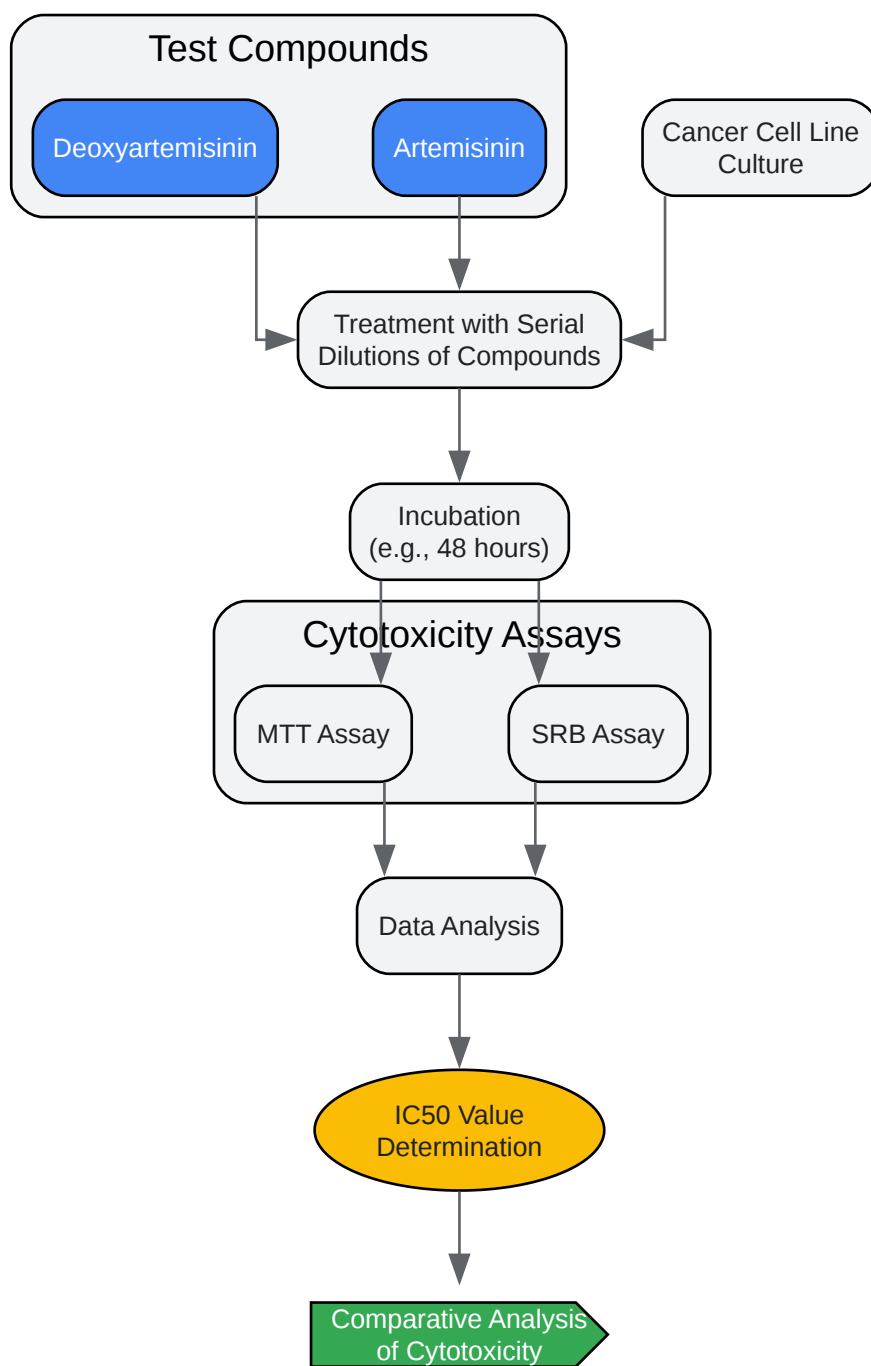 Test Compounds
Deoxyartemisinin
Artemisinin
Cancer Cell Line
Culture
Treatment with Serial
Dilutions of Compounds
Incubation
(e.g., 48 hours)
Cytotoxicity Assays
MTT Assay
SRB Assay
Data Analysis
IC50 Value
Determination
Comparative Analysis
of Cytotoxicity